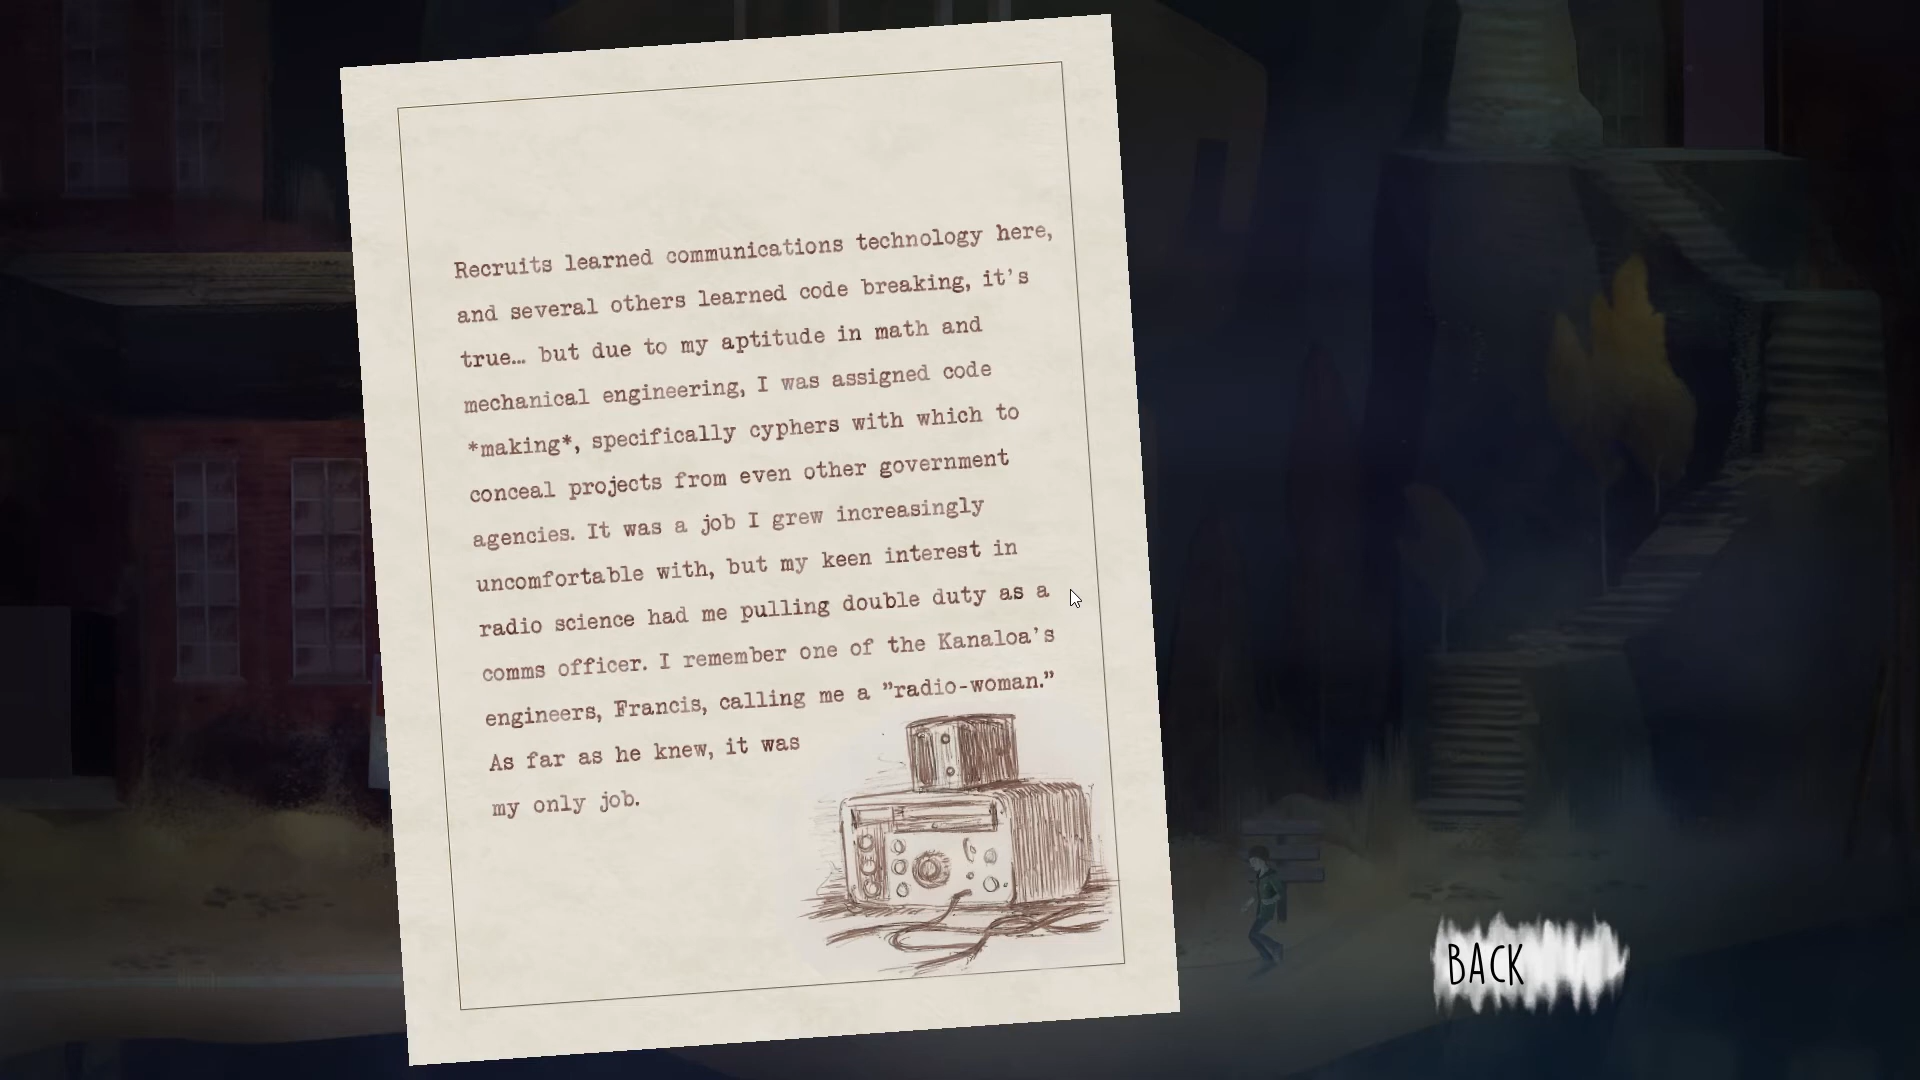 Recruits learned communications technology here,
and several others learned code breaking, it's
true... but due to my aptitude in math and
mechanical engineering, I was assigned code
*making*, specifically cyphers with which to
conceal projects from even other government
agencies. It was a job I grew increasingly
uncomfortable with, but my keen interest in
radio science had me pulling double duty as a
comms officer. I remember one of the Kanaloa's
engineers, Francis, calling me a ”radio-woman.”
As far as he knew, it was
my only job.
BACK